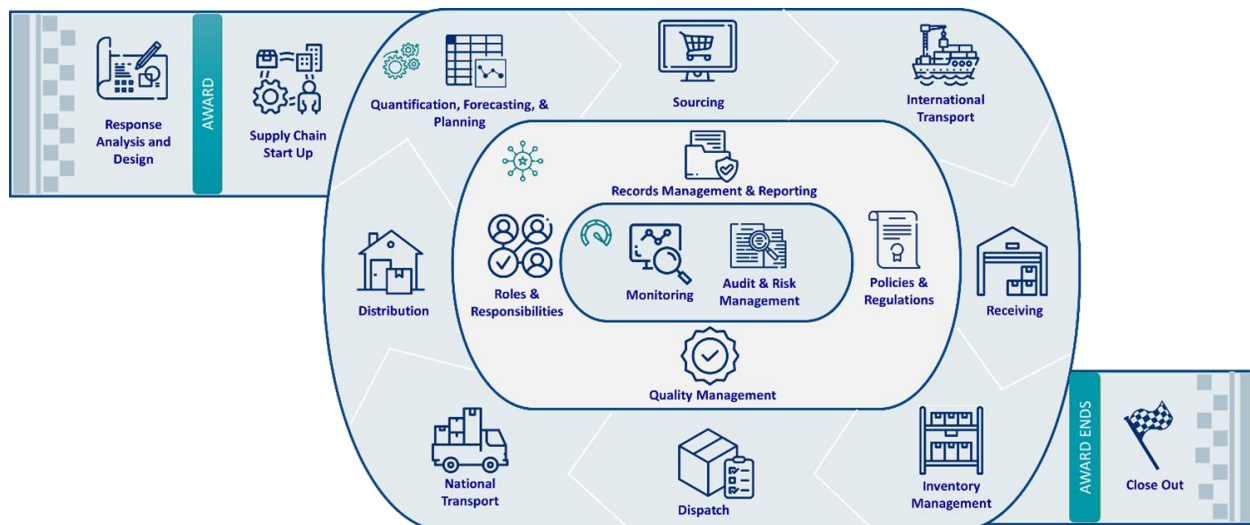 Response
Analysis and
Design
AWARD
Supply Chain
Start Up
Quantification, Forecasting, &
Planning
Sourcing
International
Transport
Records Management & Reporting
Roles &
Responsibilities
Monitoring
Audit & Risk
Management
Policies &
Regulations
Distribution
Receiving
Quality Management
National
Transport
Dispatch
Inventory
Management
AWARD ENDS
Close Out